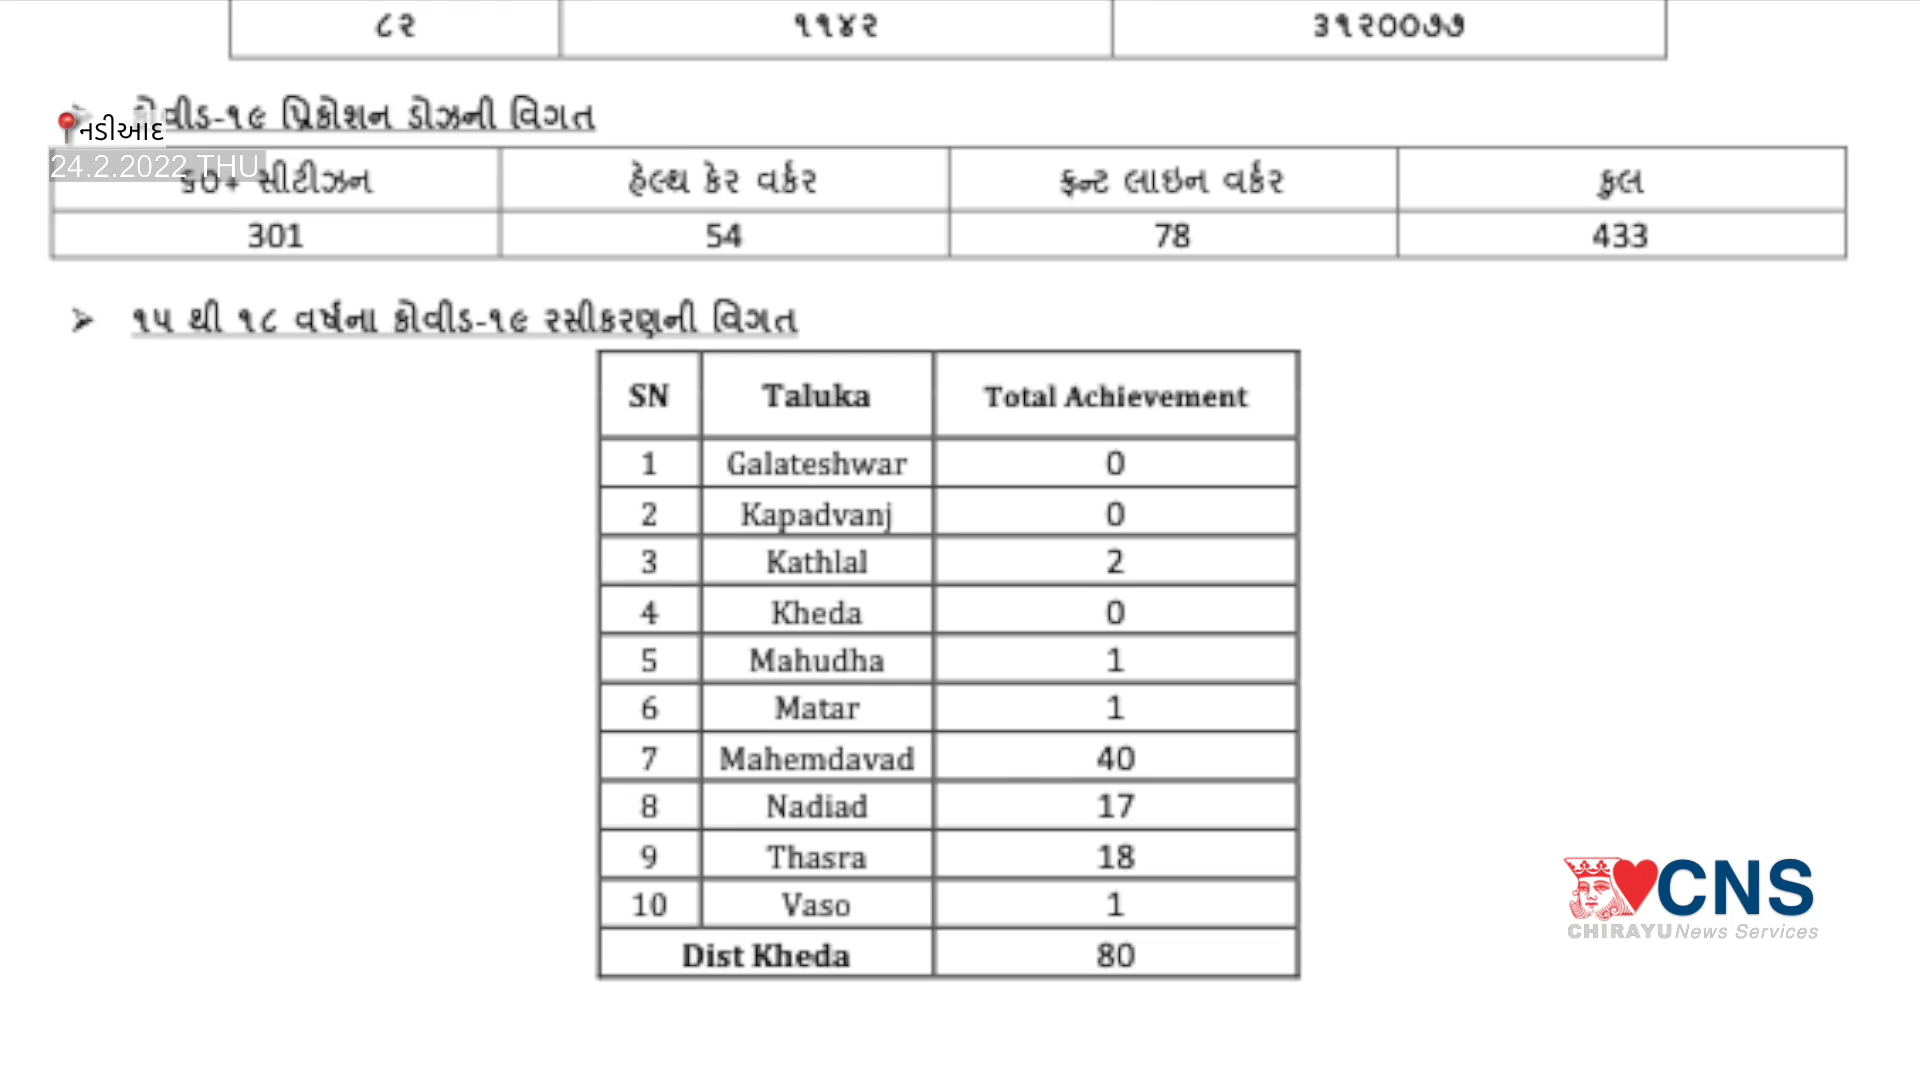 ૮૨ ૧૧૪૨ ૩૧૨૦૦૭૭
કોવીડ-૧૯ પ્રિકોશન ડોઝની વિગત
📍નડીઆદ
24.2.2022 THU
૬૦+ સીટીઝન હેલ્થ કેર વર્કર ફ્રન્ટ લાઇન વર્કર કુલ
301 54 78 433
➢ ૧૫ થી ૧૮ વર્ષના કોવીડ-૧૯ રસીકરણની વિગત
SN Taluka Total Achievement
1 Galateshwar 0
2 Kapadvanj 0
3 Kathlal 2
4 Kheda 0
5 Mahudha 1
6 Matar 1
7 Mahemdavad 40
8 Nadiad 17
9 Thasra 18
10 Vaso 1
Dist Kheda 80
CNS
CHIRAYU News Services